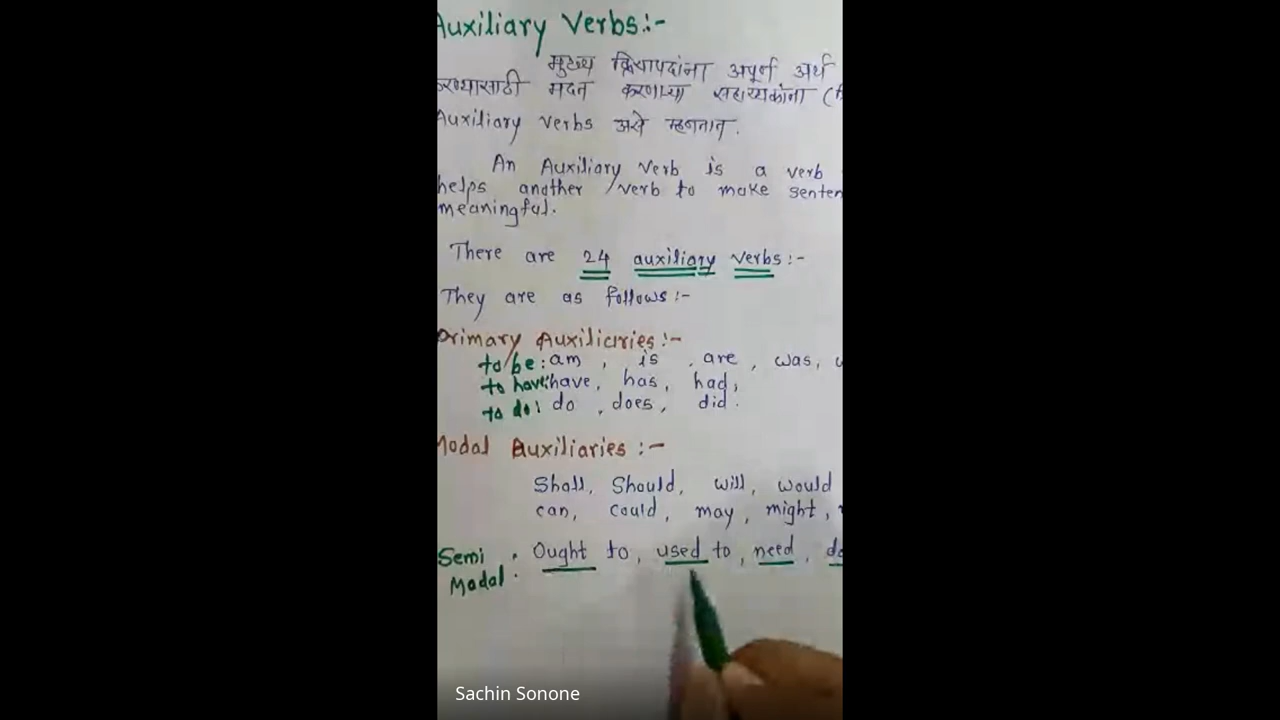 Auxiliary Verbs:-
मुख्य क्रियापदांना अपूर्ण अर्थ
करण्यासाठी मदत करणाऱ्या सहाय्यकांना
Auxiliary verbs असे म्हणतात.
An Auxiliary verb is a verb
helps another verb to make senten
meaningful.
There are 24 auxiliary verbs:-
They are as follows:-
Primary Auxiliaries:-
to be: am, is, are, was,
to have: have, has, had,
to do: do, does, did.
Modal Auxiliaries:-
Shall, Should, will, would
can, could, may, might,
Semi Modal: Ought to, used to, need, da
Sachin Sonone